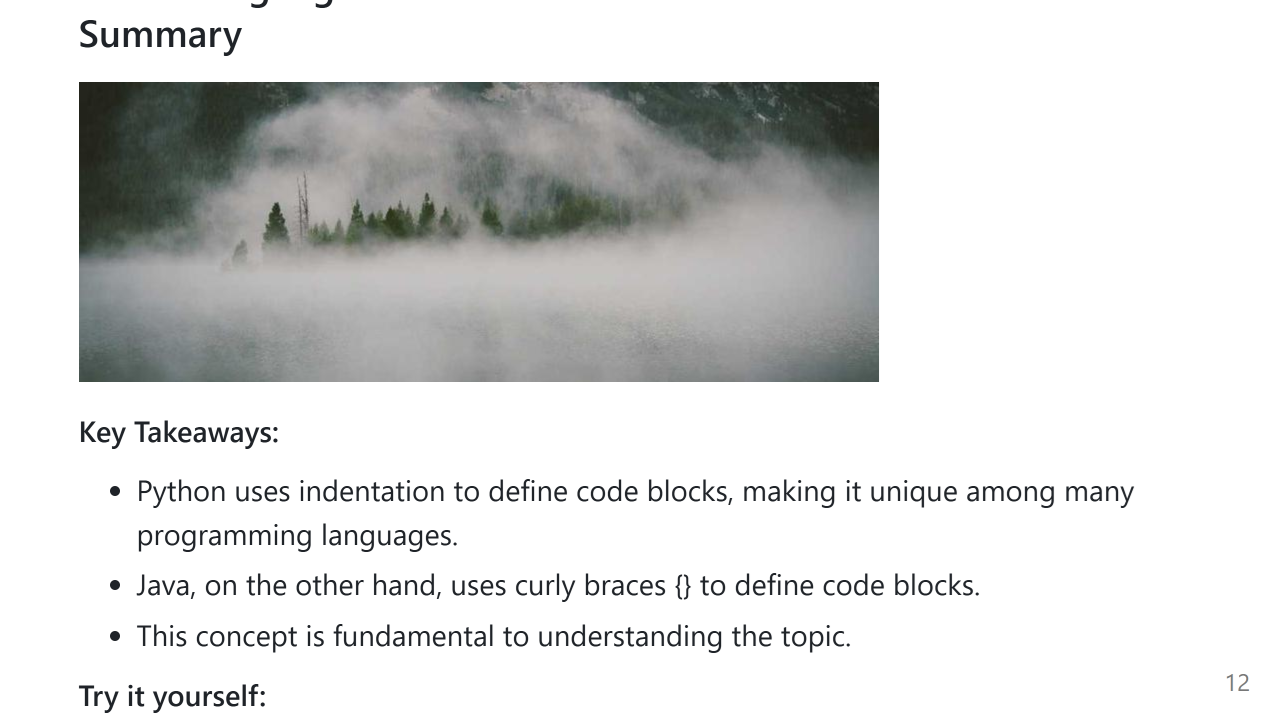 Summary
Key Takeaways:
Python uses indentation to define code blocks, making it unique among many
programming languages.
Java, on the other hand, uses curly braces {} to define code blocks.
This concept is fundamental to understanding the topic.
Try it yourself:
12